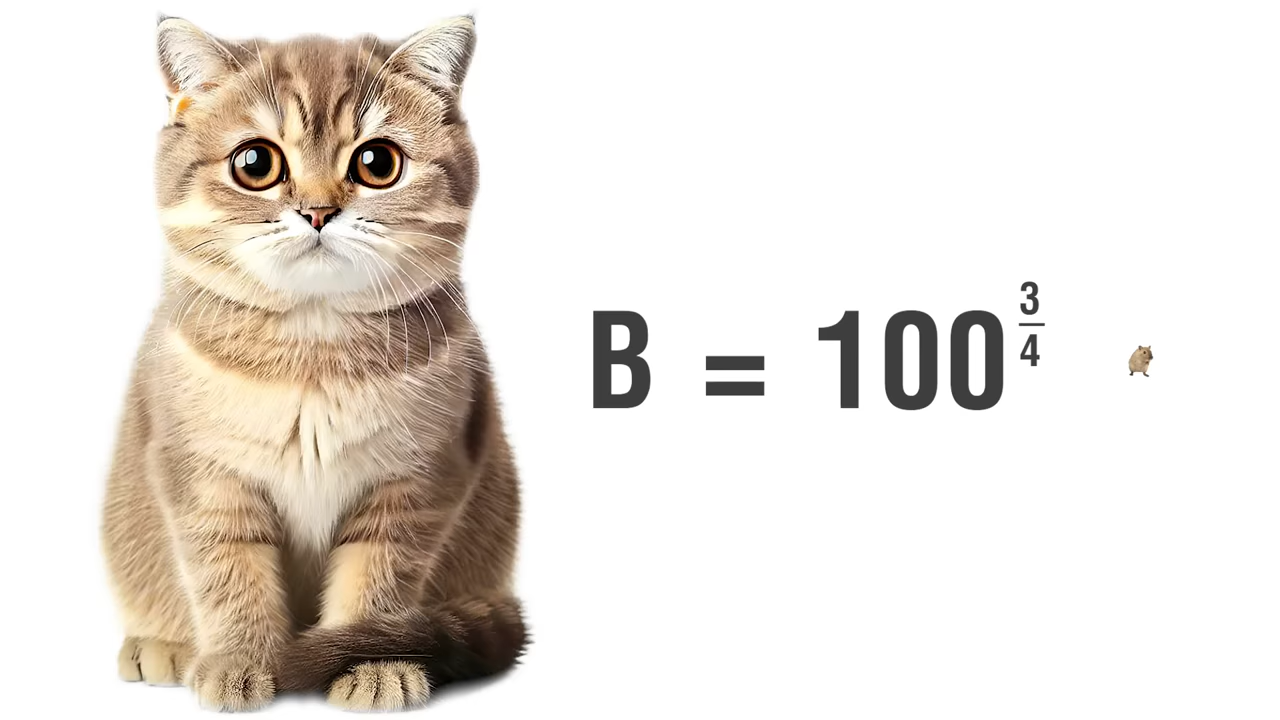 B = 100^(3/4)